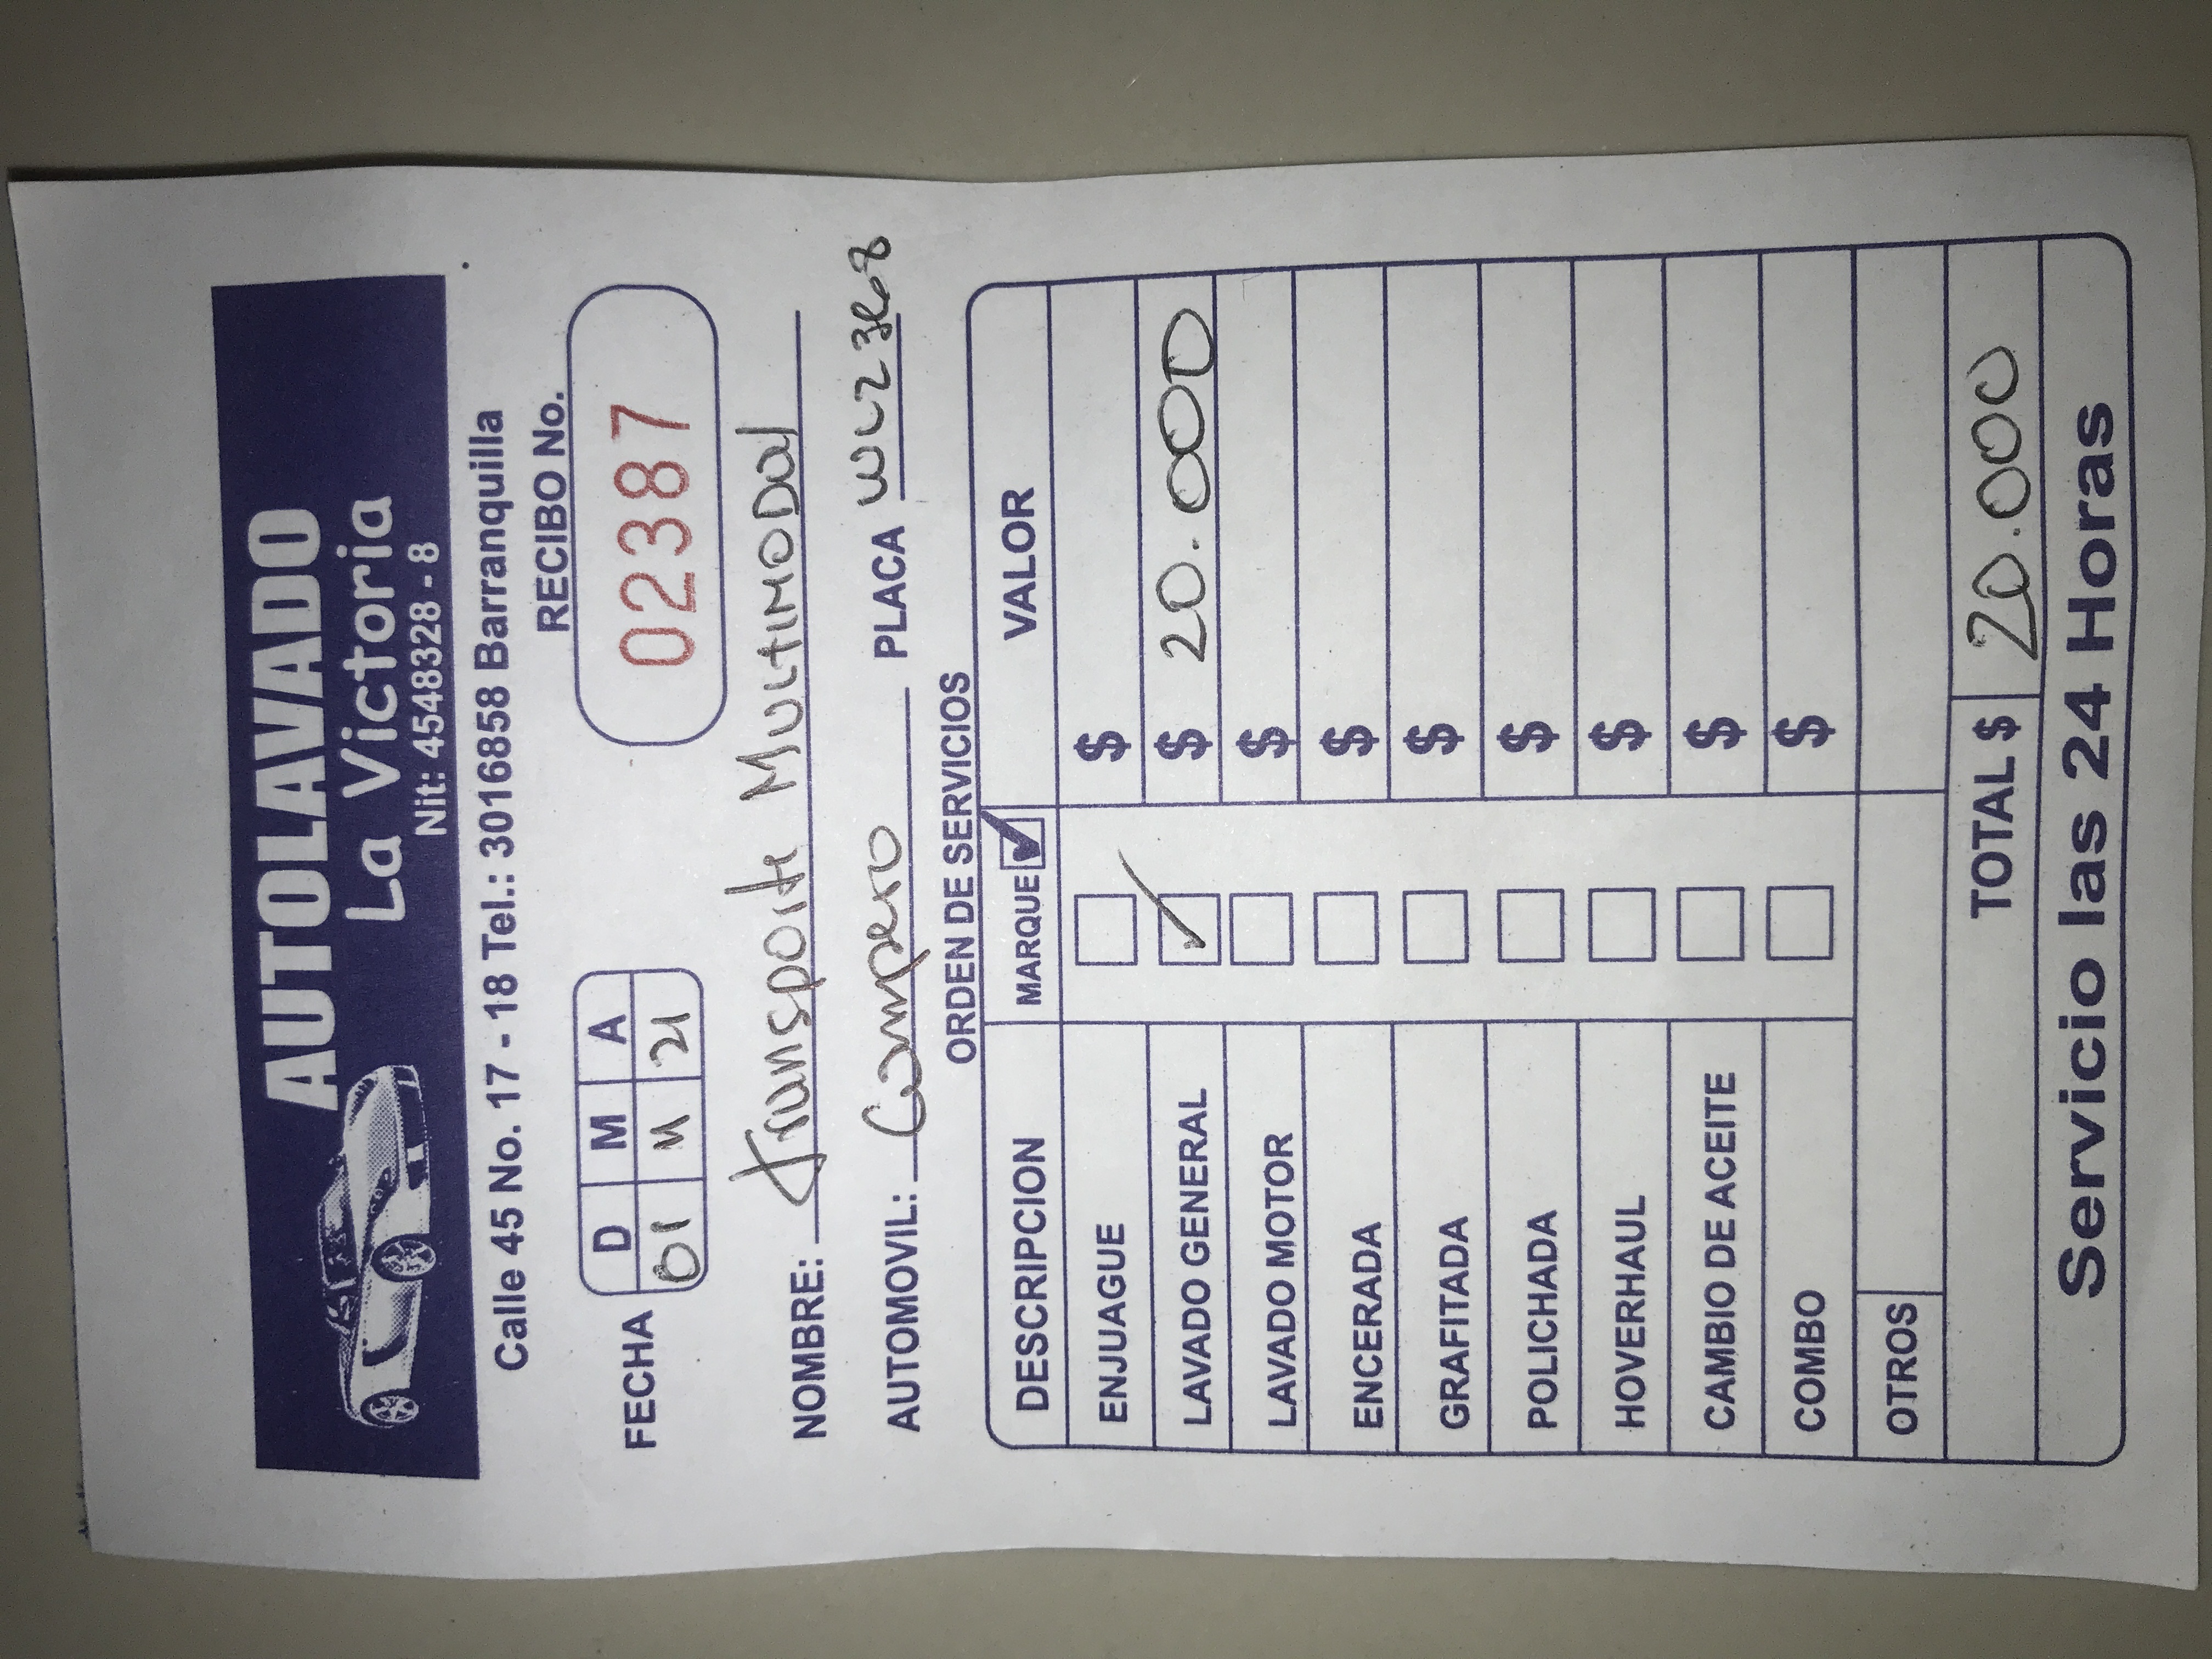 AUTOLAVADO
La Victoria
Nit: 4548328 - 8
Calle 45 No. 17 - 18 Tel.: 3016858 Barranquilla
RECIBO No.
02387
FECHA D M A
01 11 21
NOMBRE: Transporte Multimodal
AUTOMOVIL: Campero PLACA
ORDEN DE SERVICIOS
DESCRIPCION MARQUE VALOR
ENJUAGUE $
LAVADO GENERAL $ 20.000
LAVADO MOTOR $
ENCERADA $
GRAFITADA $
POLICHADA $
HOVERHAUL $
CAMBIO DE ACEITE $
COMBO $
OTROS
TOTAL $ 20.000
Servicio las 24 Horas